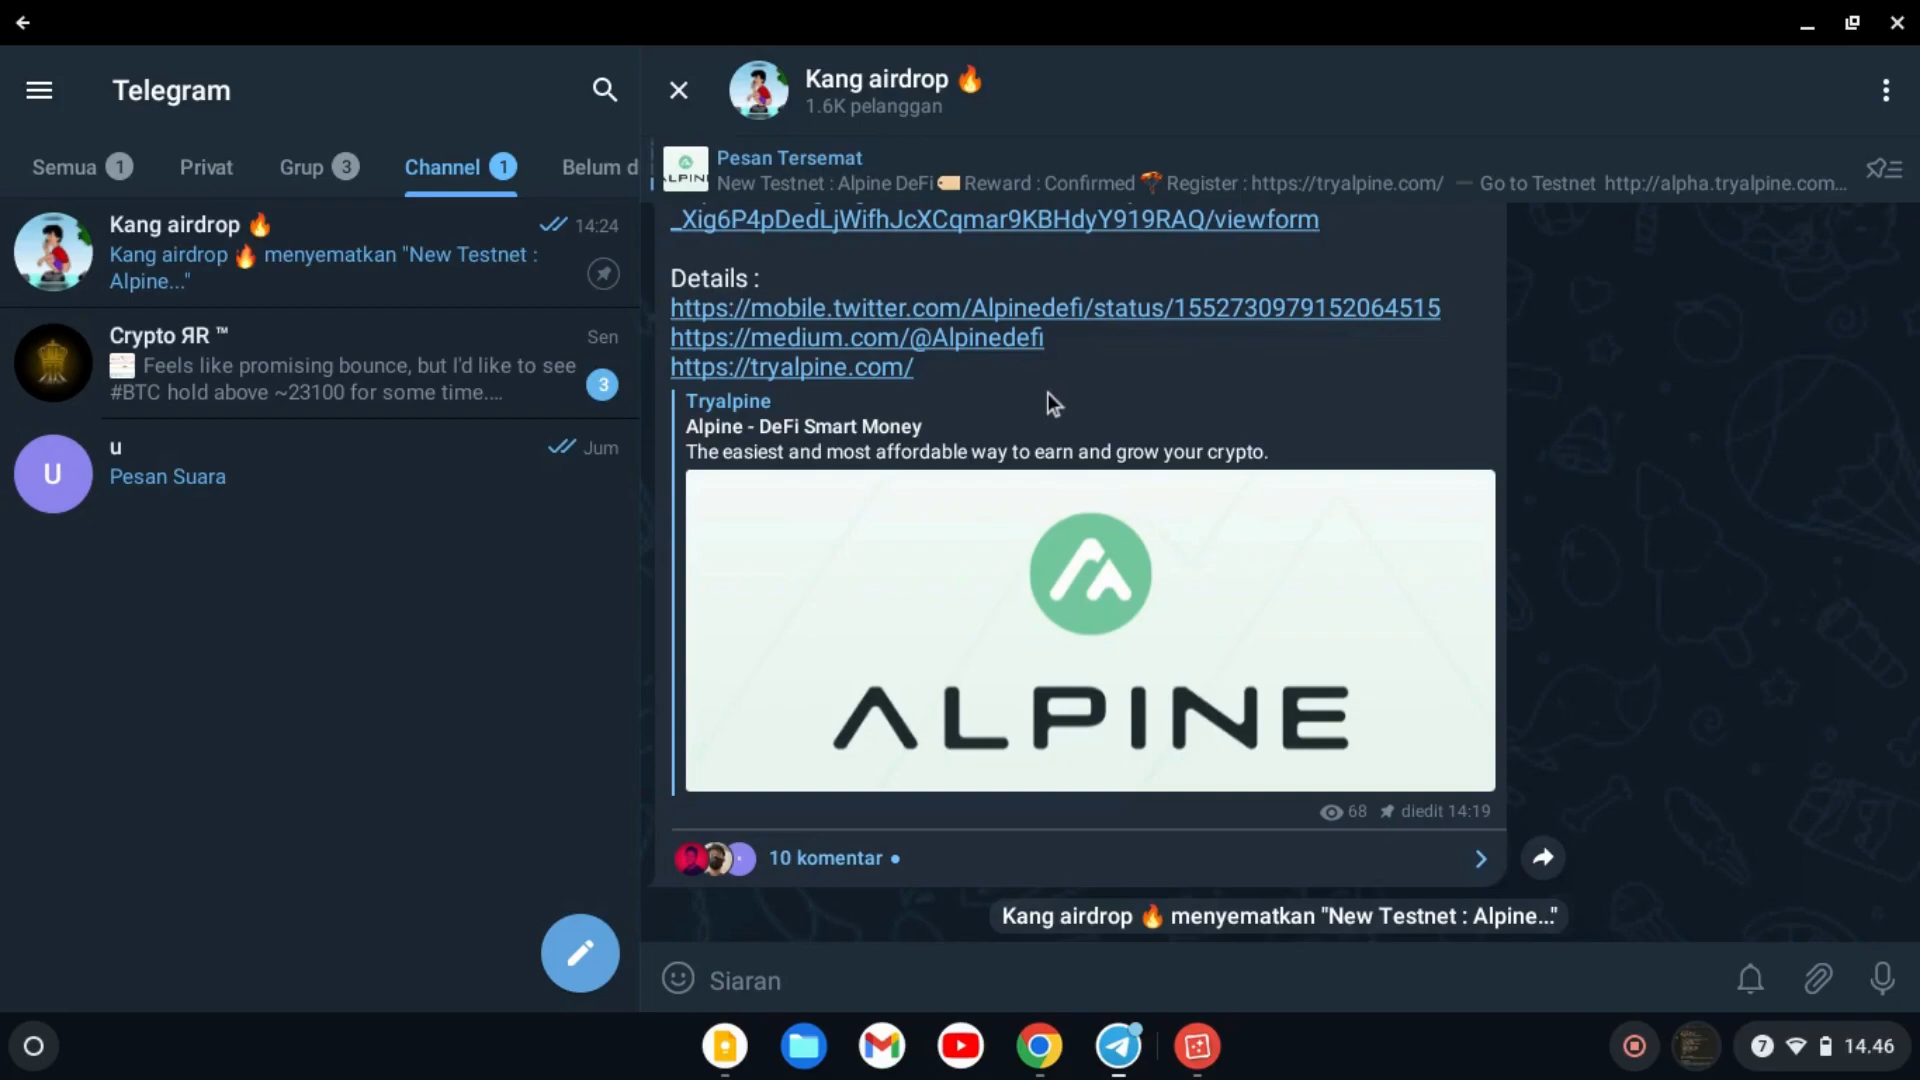 Telegram
Semua 1
Privat
Grup 3
Channel 1
Belum d
Kang airdrop 🔥
14:24
Kang airdrop 🔥 menyematkan "New Testnet :
Alpine..."
Crypto ЯR ™
Sen
Feels like promising bounce, but I'd like to see
#BTC hold above ~23100 for some time....
3
U
u
Jum
Pesan Suara
Kang airdrop 🔥
1.6K pelanggan
ALPINE
Pesan Tersemat
New Testnet : Alpine DeFi🏷️ Reward : Confirmed 🪂 Register : https://tryalpine.com/ — Go to Testnet http://alpha.tryalpine.com...
_Xig6P4pDedLjWifhJcXCqmar9KBHdyY919RAQ/viewform
Details :
https://mobile.twitter.com/Alpinedefi/status/1552730979152064515
https://medium.com/@Alpinedefi
https://tryalpine.com/
Tryalpine
Alpine - DeFi Smart Money
The easiest and most affordable way to earn and grow your crypto.
ALPINE
68 diedit 14:19
10 komentar
Kang airdrop 🔥 menyematkan "New Testnet : Alpine..."
Siaran
7
14.46